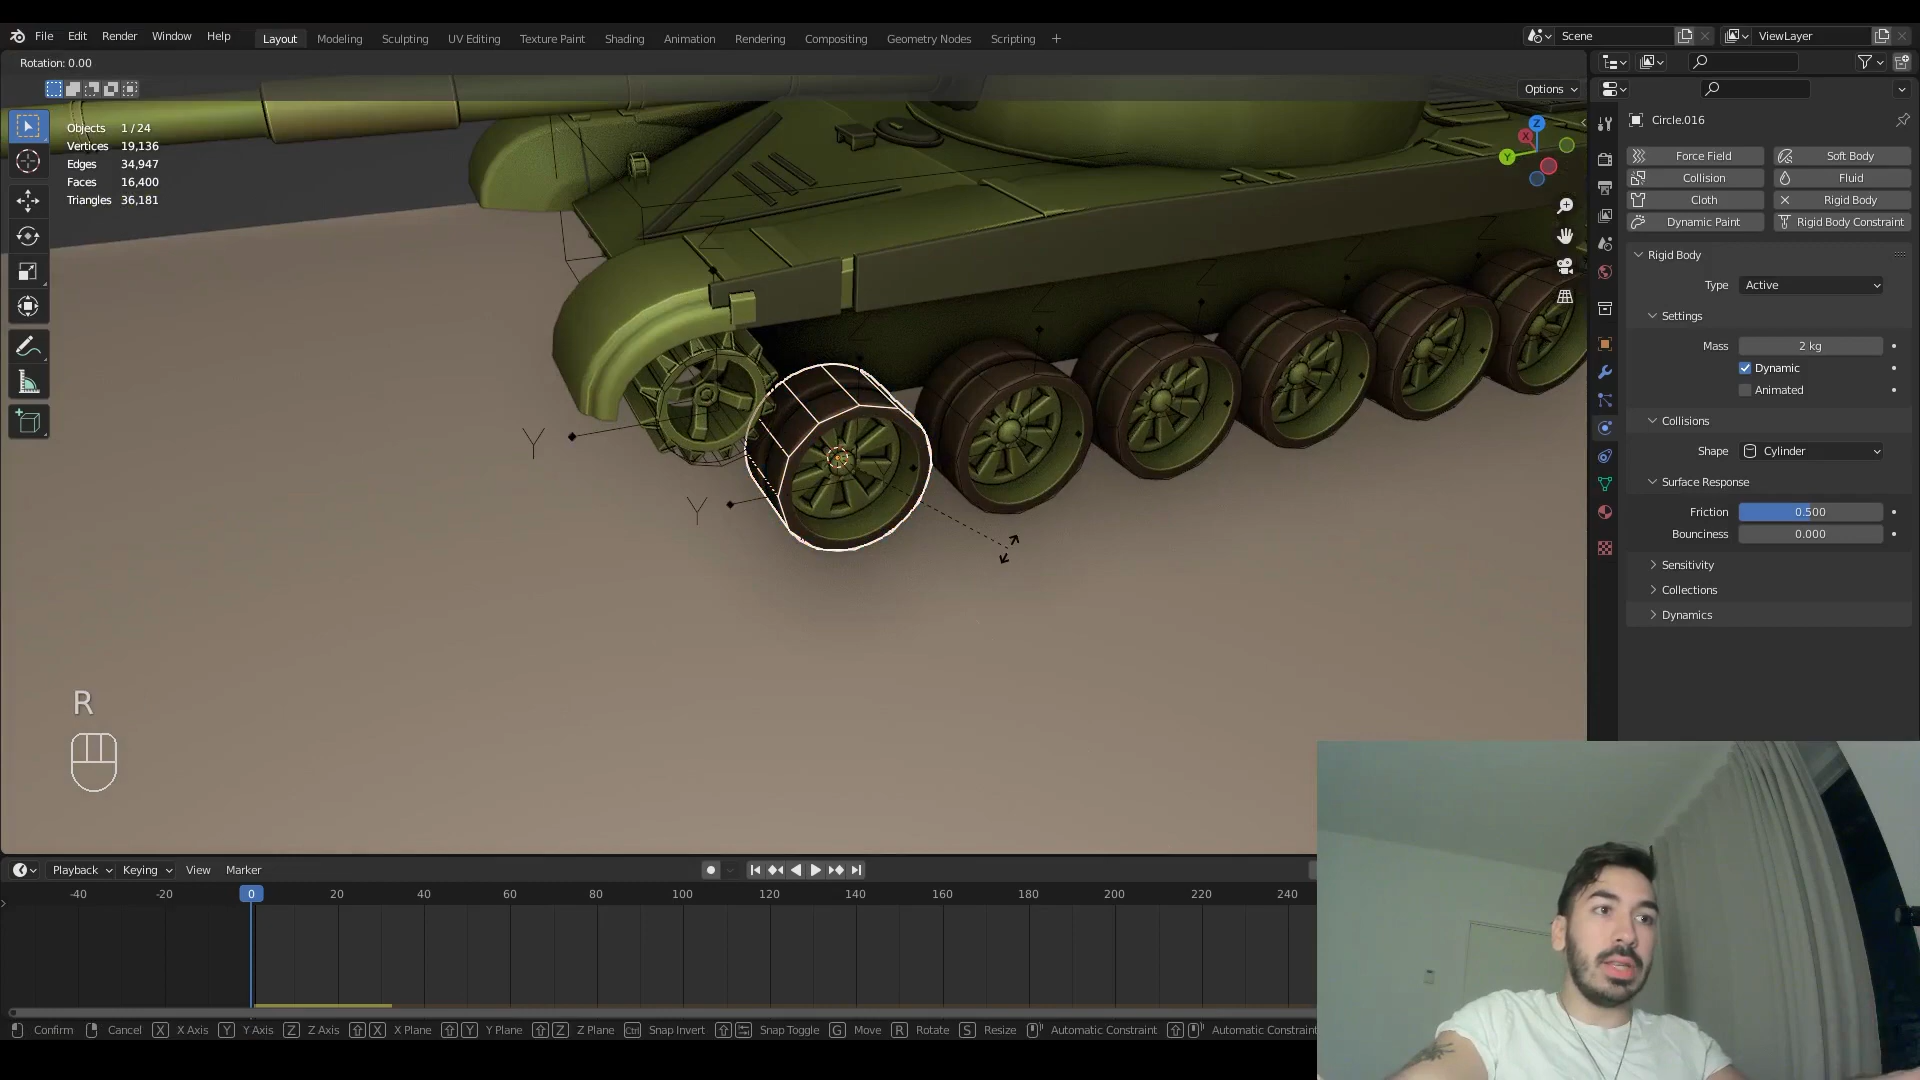 File Edit Render Window Help Layout Modeling Sculpting UV Editing Texture Paint Shading Animation Rendering Compositing Geometry Nodes Scripting + Scene ViewLayer
Rotation: 0.00
Options
Objects 1 / 24
Vertices 19,136
Edges 34,947
Faces 16,400
Triangles 36,181
Z
X
Y
Y
Y
Z
Z
Z
Circle.016
Force Field Soft Body
Collision Fluid
Cloth Rigid Body
Dynamic Paint Rigid Body Constraint
Rigid Body
Type Active
Settings
Mass 2 kg
Dynamic
Animated
Collisions
Shape Cylinder
Surface Response
Friction 0.500
Bounciness 0.000
Sensitivity
Collections
Dynamics
R
Playback Keying View Marker
-40 -20 0 20 40 60 80 100 120 140 160 180 200 220 240
Confirm Cancel X X Axis Y Y Axis Z Z Axis X X Plane Y Y Plane Z Z Plane Ctrl Snap Invert Snap Toggle G Move R Rotate S Resize Automatic Constraint Automatic Constraint